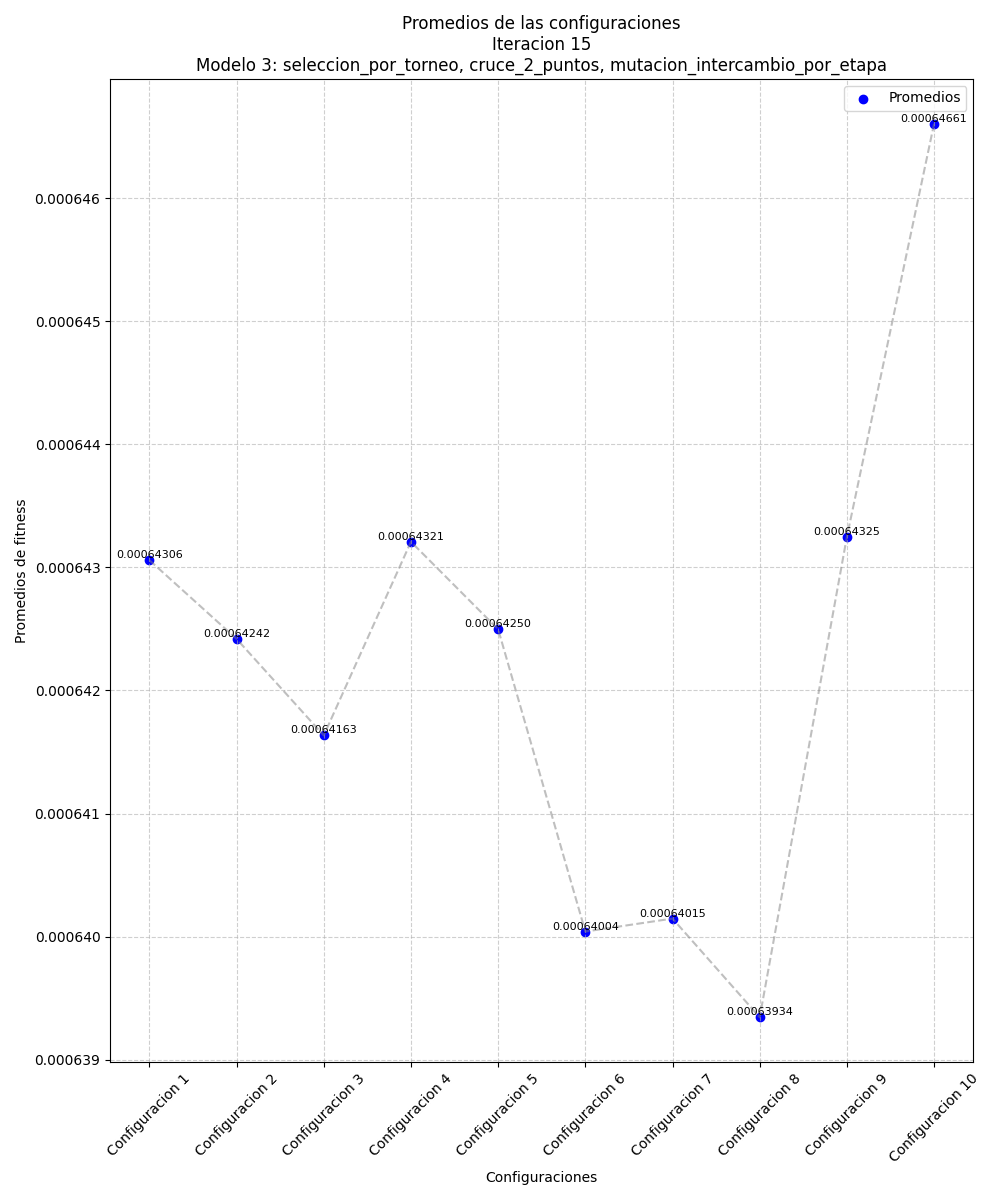 Promedios de las configuraciones
Iteracion 15
Modelo 3: seleccion_por_torneo, cruce_2_puntos, mutacion_intercambio_por_etapa
Promedios
0.00064661
0.000646
0.000645
0.000644
0.00064325
0.00064321
0.00064306
0.000643
0.00064250
0.00064242
0.000642
0.00064163
0.000641
0.00064015
0.00064004
0.000640
0.00063934
0.000639
Promedios de fitness
Configuracion 1
Configuracion 2
Configuracion 3
Configuracion 4
Configuracion 5
Configuracion 6
Configuracion 7
Configuracion 8
Configuracion 9
Configuracion 10
Configuraciones